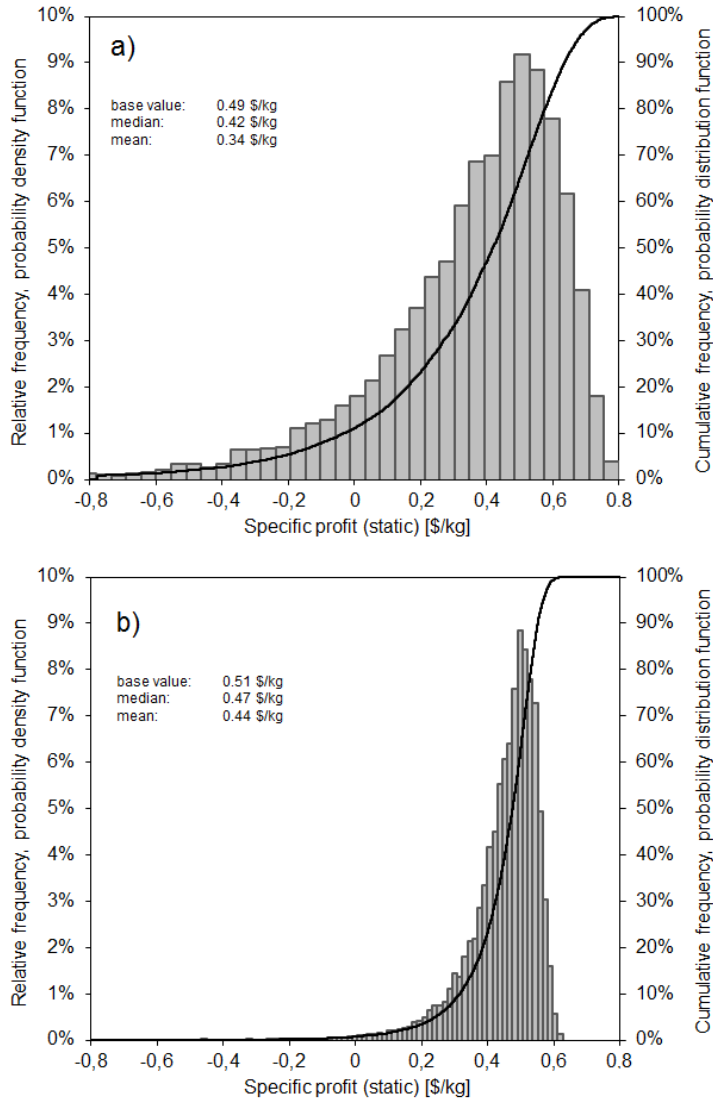 a)
base value: 0.49 $/kg
median: 0.42 $/kg
mean: 0.34 $/kg
Relative frequency, probability density function
10%
9%
8%
7%
6%
5%
4%
3%
2%
1%
0%
Cumulative frequency, probability distribution function
100%
90%
80%
70%
60%
50%
40%
30%
20%
10%
0%
-0,8 -0,6 -0,4 -0,2 0 0,2 0,4 0,6 0.8
Specific profit (static) [$/kg]
b)
base value: 0.51 $/kg
median: 0.47 $/kg
mean: 0.44 $/kg
Relative frequency, probability density function
10%
9%
8%
7%
6%
5%
4%
3%
2%
1%
0%
Cumulative frequency, probability distribution function
100%
90%
80%
70%
60%
50%
40%
30%
20%
10%
0%
-0,8 -0,6 -0,4 -0,2 0 0,2 0,4 0,6 0.8
Specific profit (static) [$/kg]